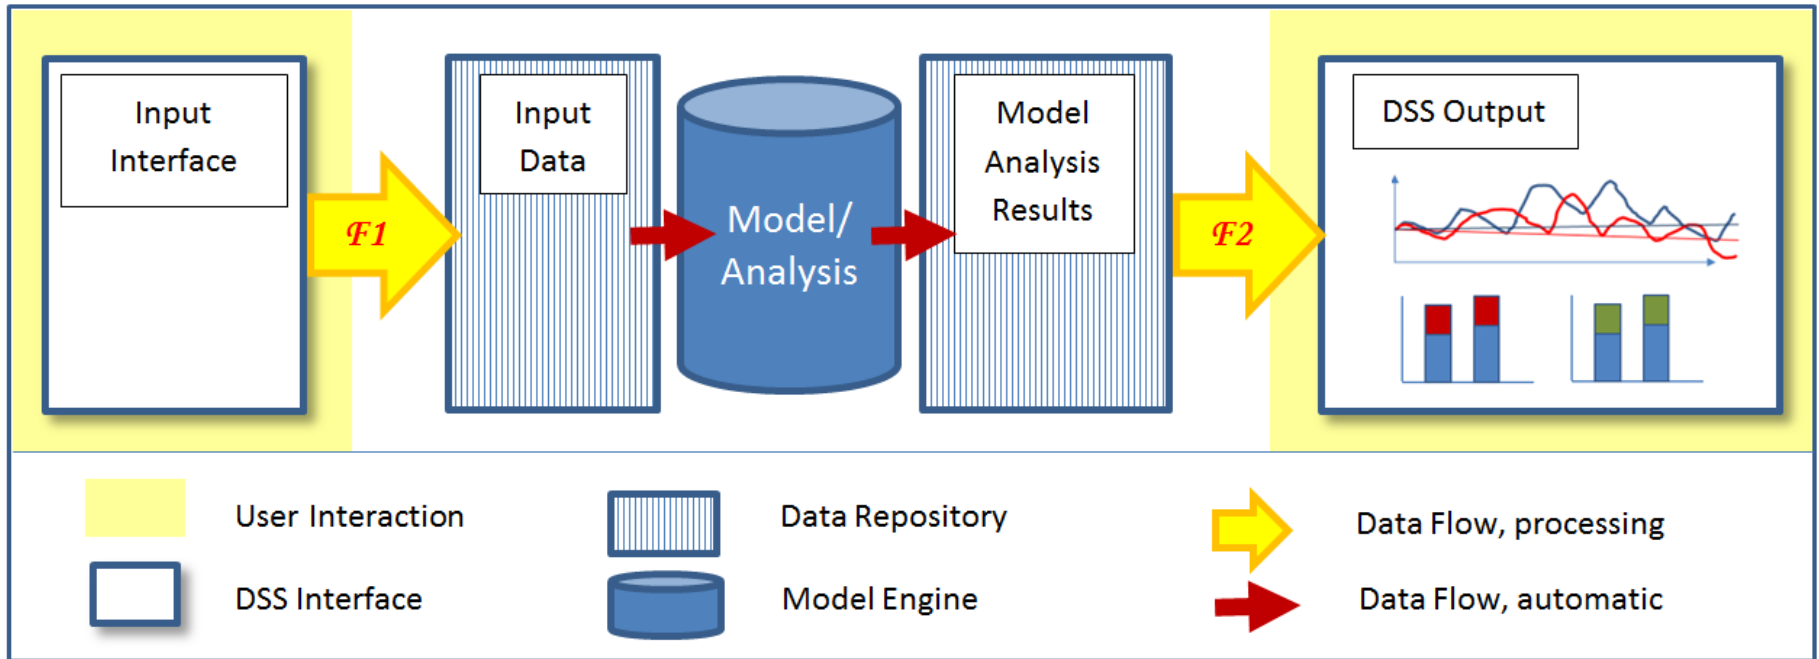 Input
Interface
F1
Input
Data
Model/
Analysis
Model
Analysis
Results
F2
DSS Output
User Interaction
Data Repository
Data Flow, processing
DSS Interface
Model Engine
Data Flow, automatic